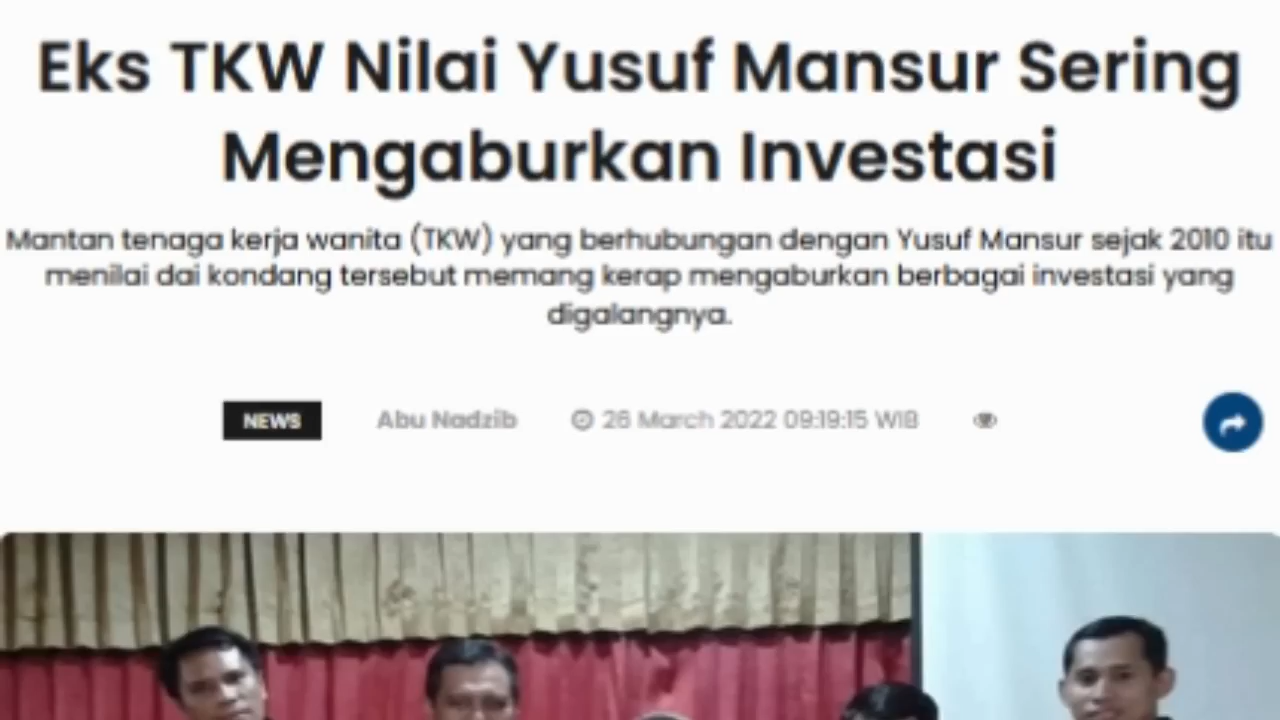 Eks TKW Nilai Yusuf Mansur Sering
Mengaburkan Investasi
Mantan tenaga kerja wanita (TKW) yang berhubungan dengan Yusuf Mansur sejak 2010 itu
menilai dai kondang tersebut memang kerap mengaburkan berbagai investasi yang
digalangnya.
NEWS Abu Nadzib 26 March 2022 09:19:15 WIB